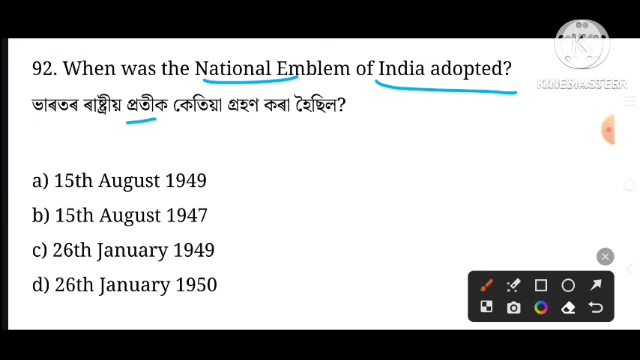 92. When was the National Emblem of India adopted?
ভাৰতৰ ৰাষ্ট্ৰীয় প্ৰতীক কেতিয়া গ্ৰহণ কৰা হৈছিল?
a) 15th August 1949
b) 15th August 1947
c) 26th January 1949
d) 26th January 1950
KINEMASTERR